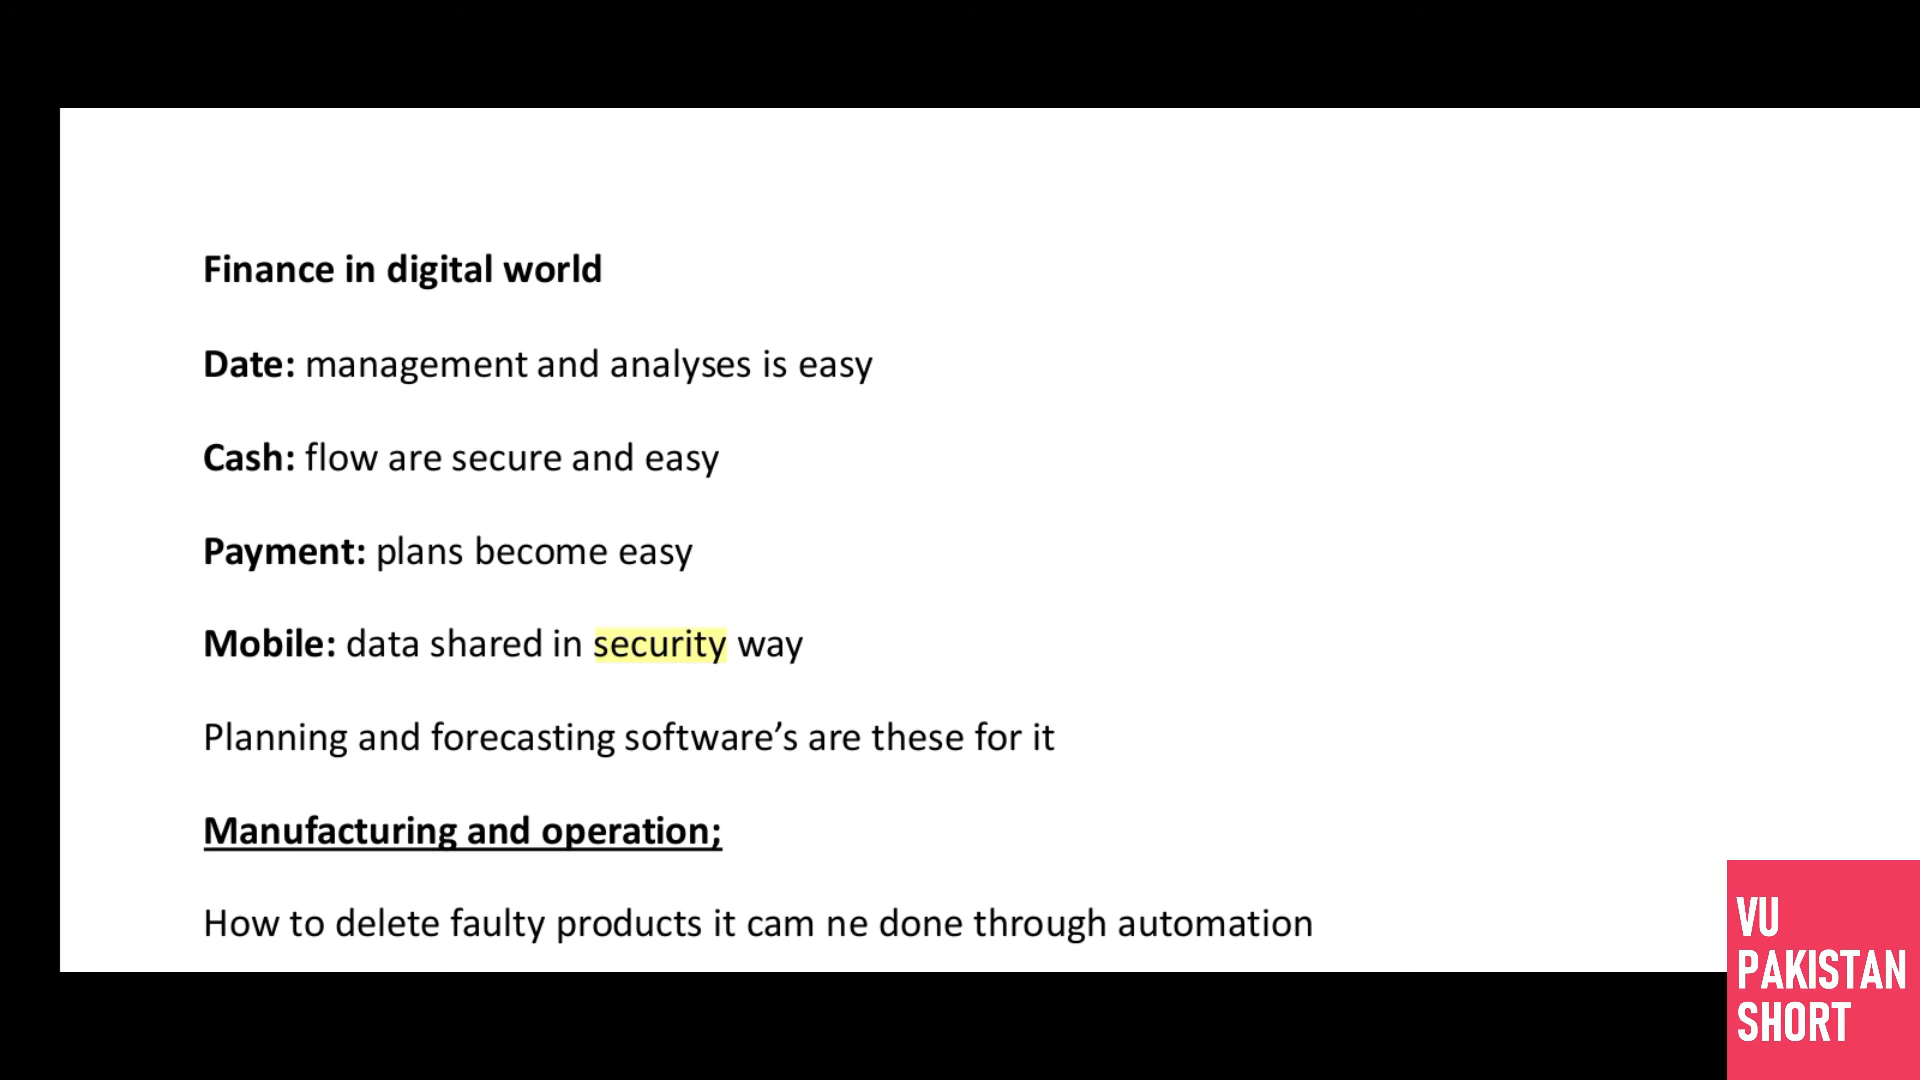 Finance in digital world
Date: management and analyses is easy
Cash: flow are secure and easy
Payment: plans become easy
Mobile: data shared in security way
Planning and forecasting software’s are these for it
Manufacturing and operation;
How to delete faulty products it cam ne done through automation
VU
PAKISTAN
SHORT